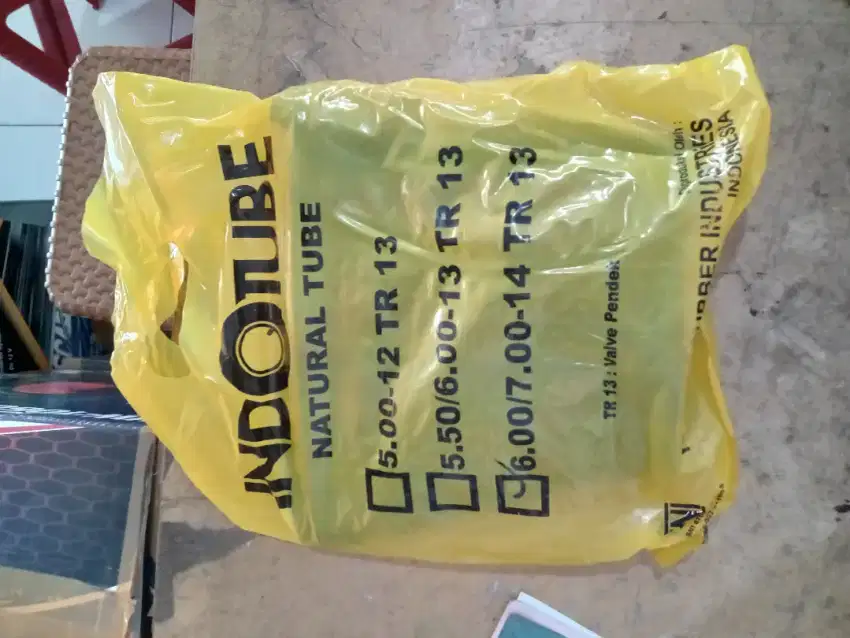 INDOTUBE
NATURAL TUBE
5.00-12 TR 13
5.50/6.00-13 TR 13
6.00/7.00-14 TR 13
TR 13 : Valve Pendek
Oleh :
RUBBER INDUSTRIES
INDONESIA